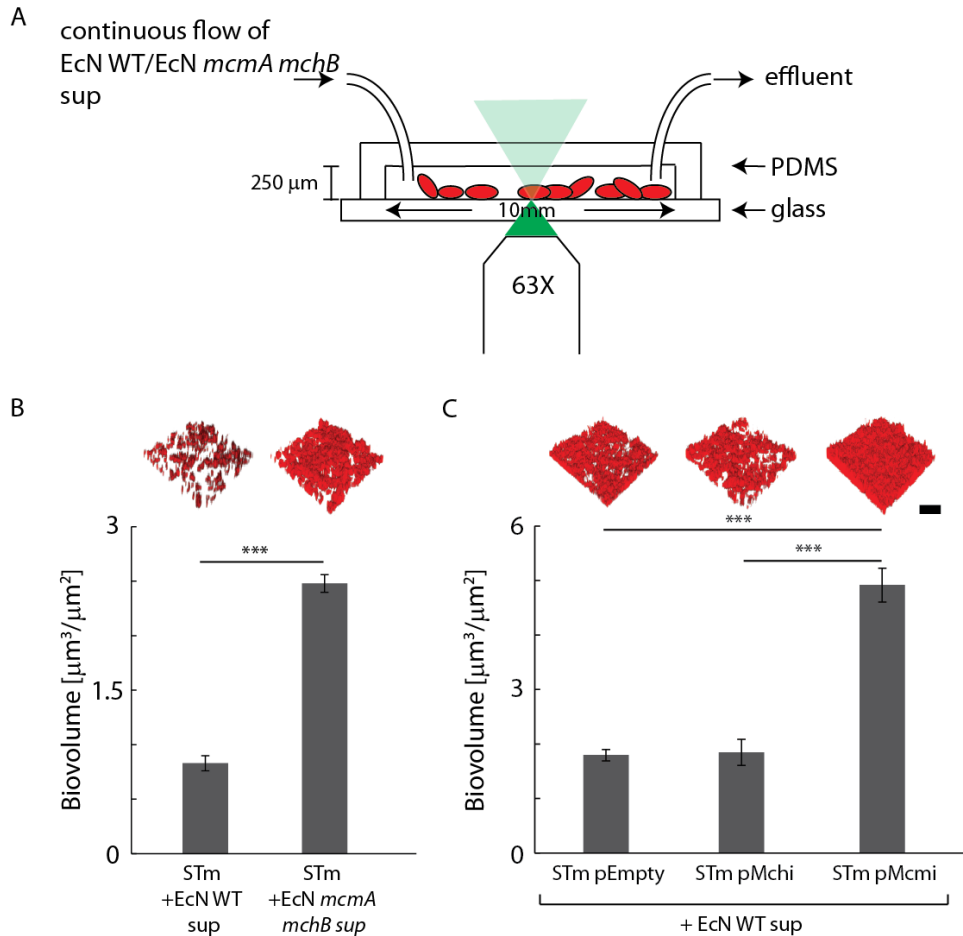 A
continuous flow of
EcN WT/EcN mcmA mchB
sup
effluent
250 μm
PDMS
10mm
glass
63X
B
C
***
***
***
3
1.5
0
Biovolume [μm³/μm²]
STm
+EcN WT
sup
STm
+EcN mcmA
mchB sup
6
3
0
Biovolume [μm³/μm²]
STm pEmpty
STm pMchi
STm pMcmi
+ EcN WT sup